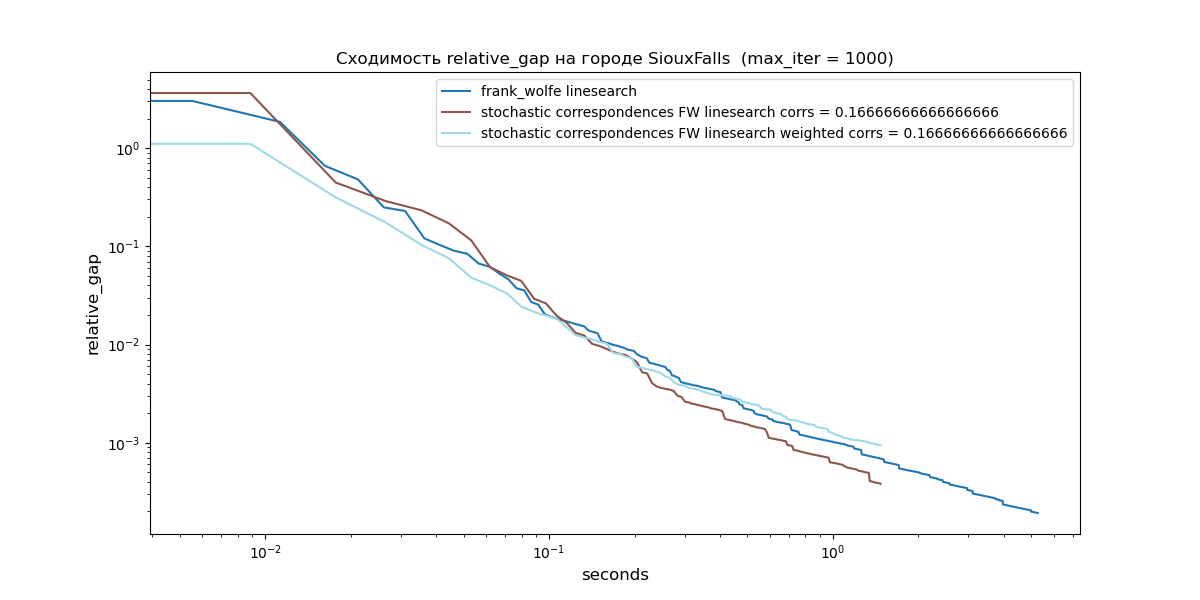 Сходимость relative_gap на городе SiouxFalls  (max_iter = 1000)
frank_wolfe linesearch
stochastic correspondences FW linesearch corrs = 0.16666666666666666
stochastic correspondences FW linesearch weighted corrs = 0.16666666666666666
10⁰
10⁻¹
10⁻²
10⁻³
relative_gap
10⁻² 10⁻¹ 10⁰
seconds